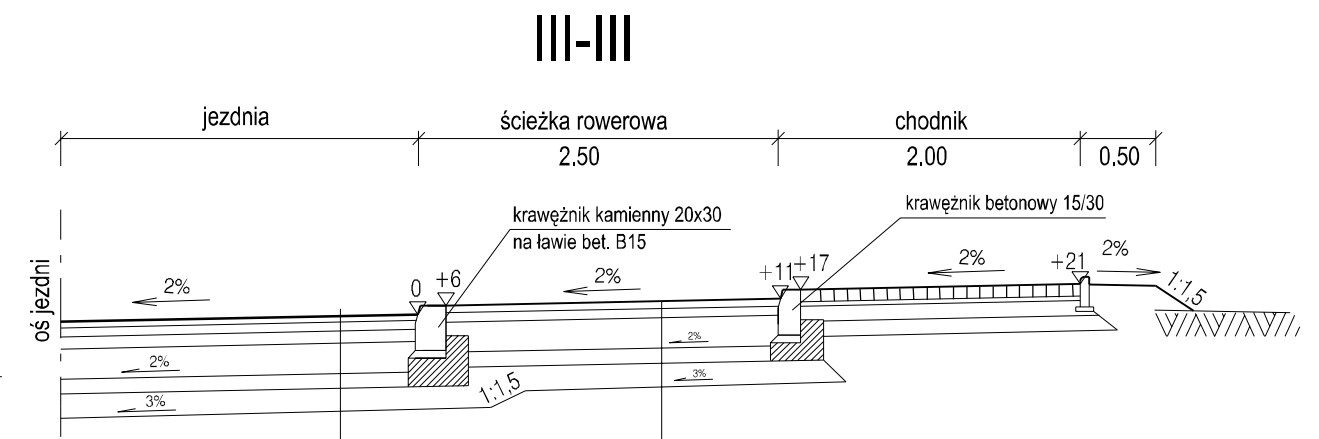 III-III
jezdnia
ścieżka rowerowa
chodnik
2.50
2.00
0.50
krawężnik kamienny 20x30
na ławie bet. B15
krawężnik betonowy 15/30
oś jezdni
2%
0
+6
2%
+11
+17
2%
+21
2%
1:1,5
2%
2%
3%
1:1,5
3%